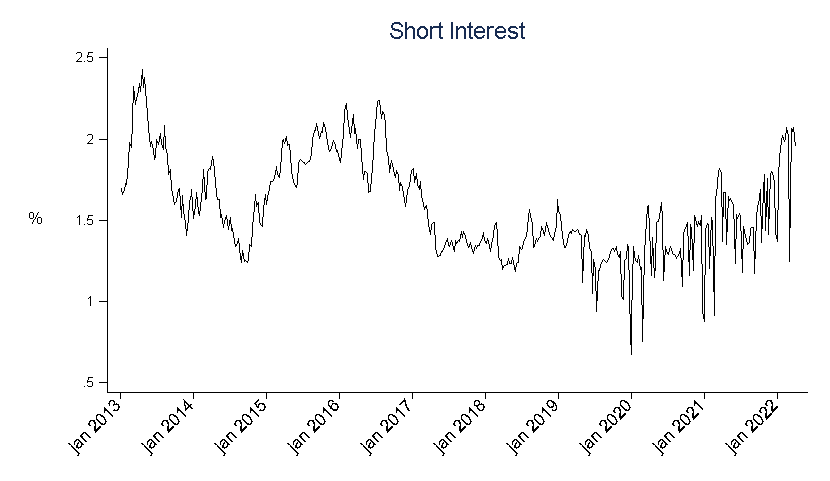 Short Interest
2.5
2
1.5
1
.5
%
Jan 2013
Jan 2014
Jan 2015
Jan 2016
Jan 2017
Jan 2018
Jan 2019
Jan 2020
Jan 2021
Jan 2022